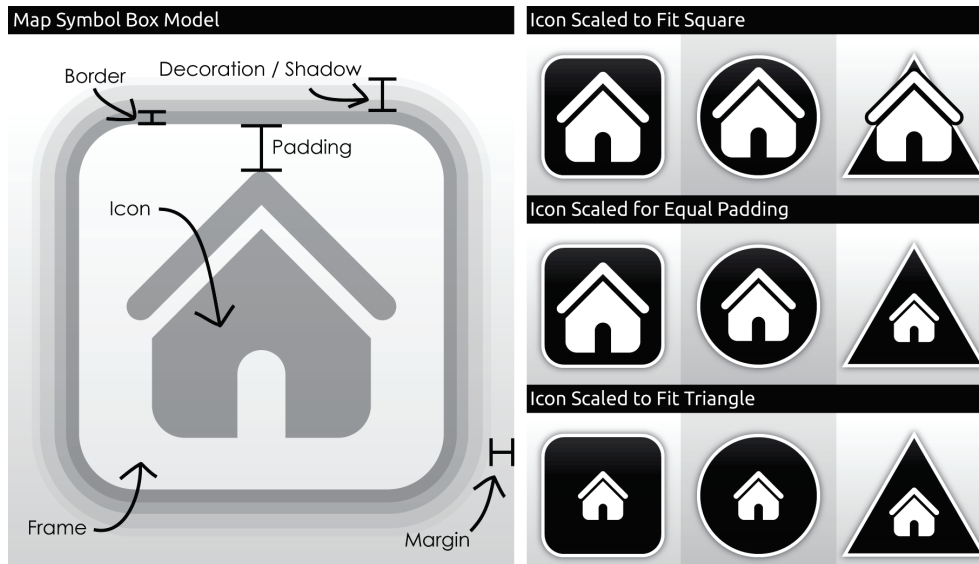 Map Symbol Box Model
Border
Decoration / Shadow
Padding
Icon
Frame
Margin
Icon Scaled to Fit Square
Icon Scaled for Equal Padding
Icon Scaled to Fit Triangle